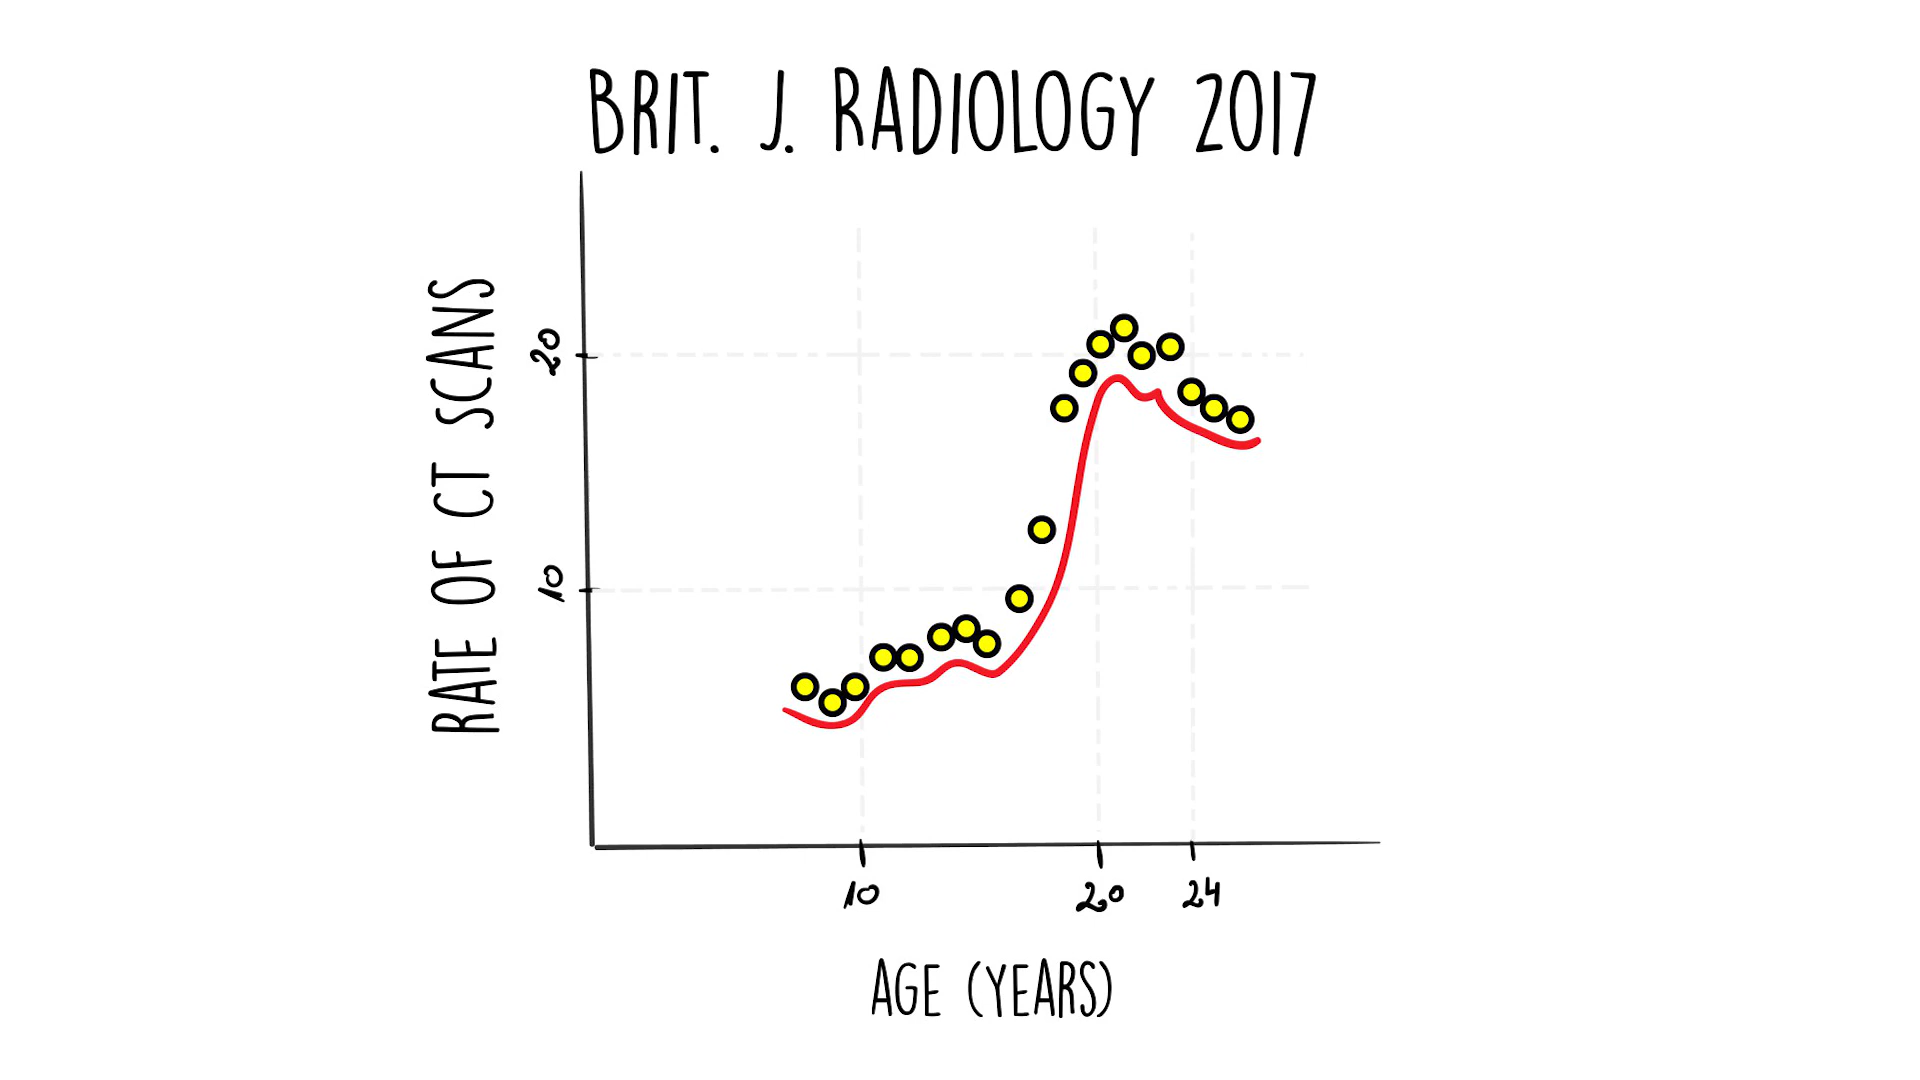 BRIT. J. RADIOLOGY 2017
RATE OF CT SCANS
20
10
10 20 24
AGE (YEARS)